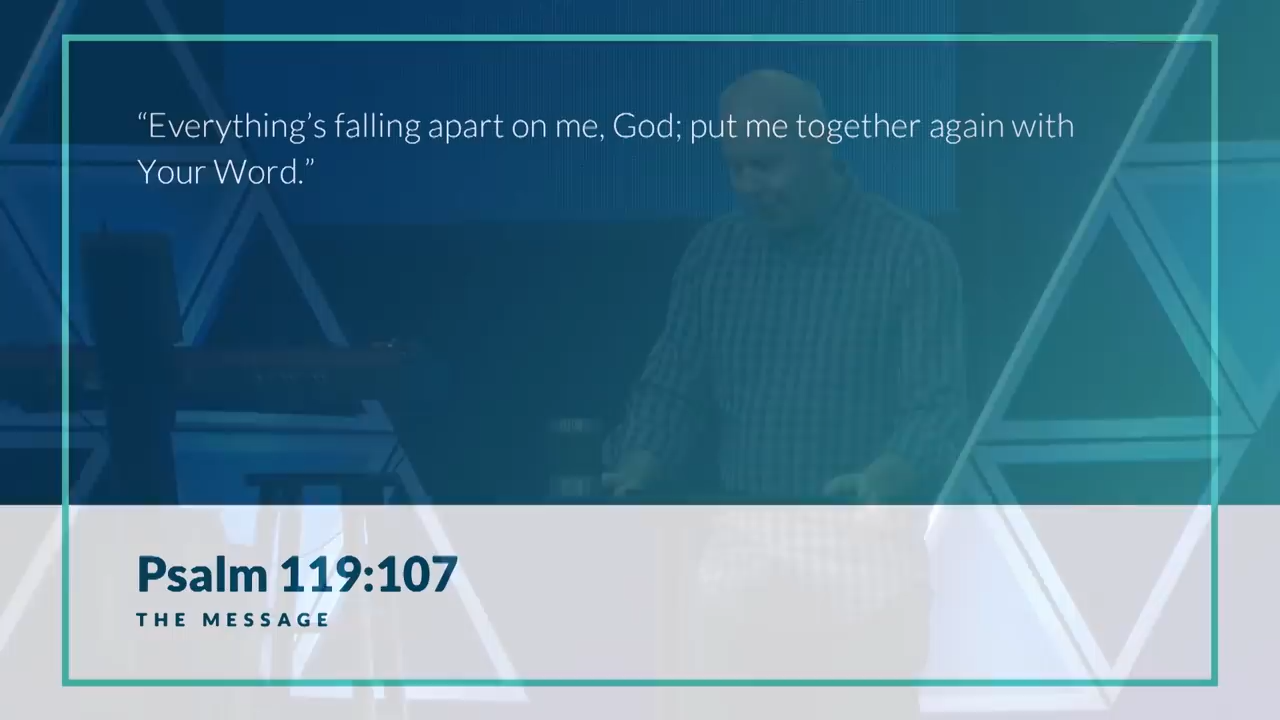 “Everything’s falling apart on me, God; put me together again with
Your Word.”
Psalm 119:107
THE MESSAGE